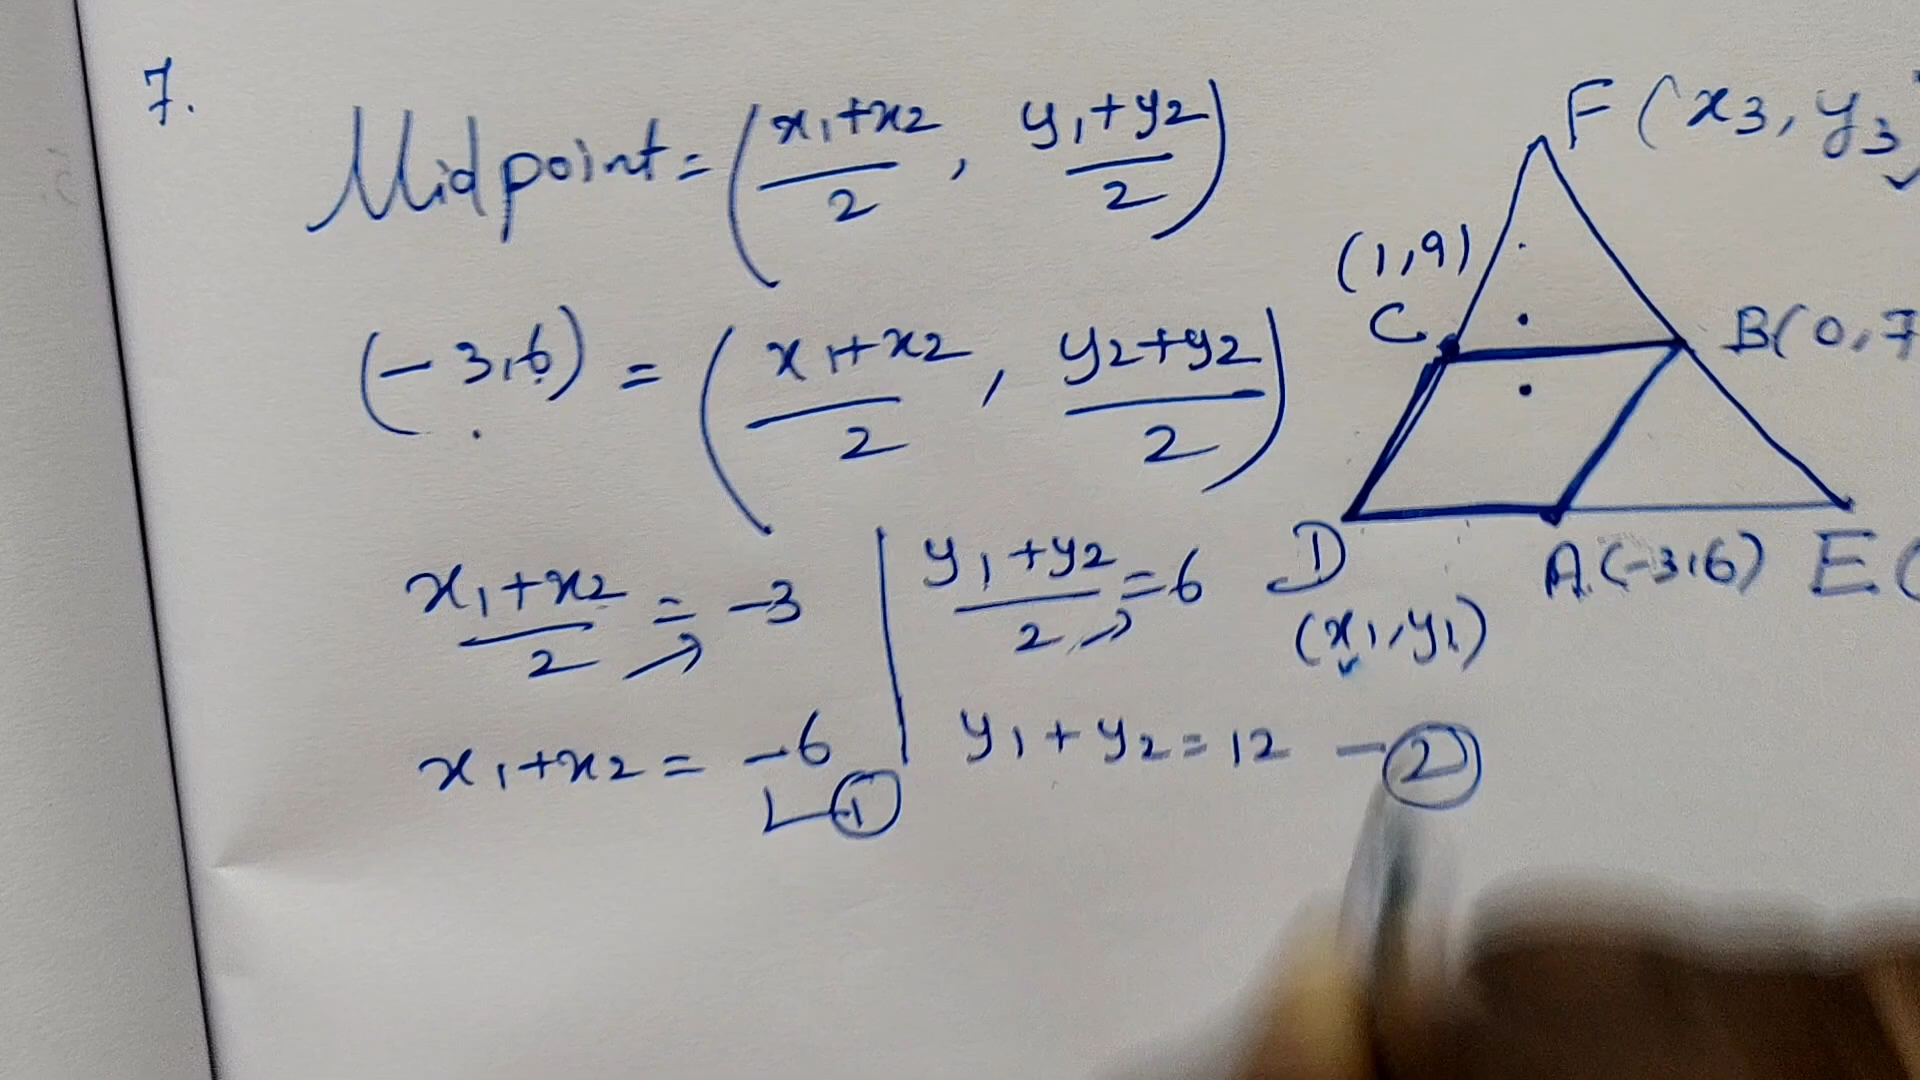 7.
Midpoint = (x₁+x₂/2, y₁+y₂/2)
(-3,6) = (x₁+x₂/2, y₂+y₂/2)
x₁+x₂/2 = -3 | y₁+y₂/2 = 6
x₁+x₂ = -6 | y₁+y₂ = 12 - ②
①
F(x₃, y₃)
(1,9)
C
B(0,7
D
A(-3,6)
E(
(x₁,y₁)